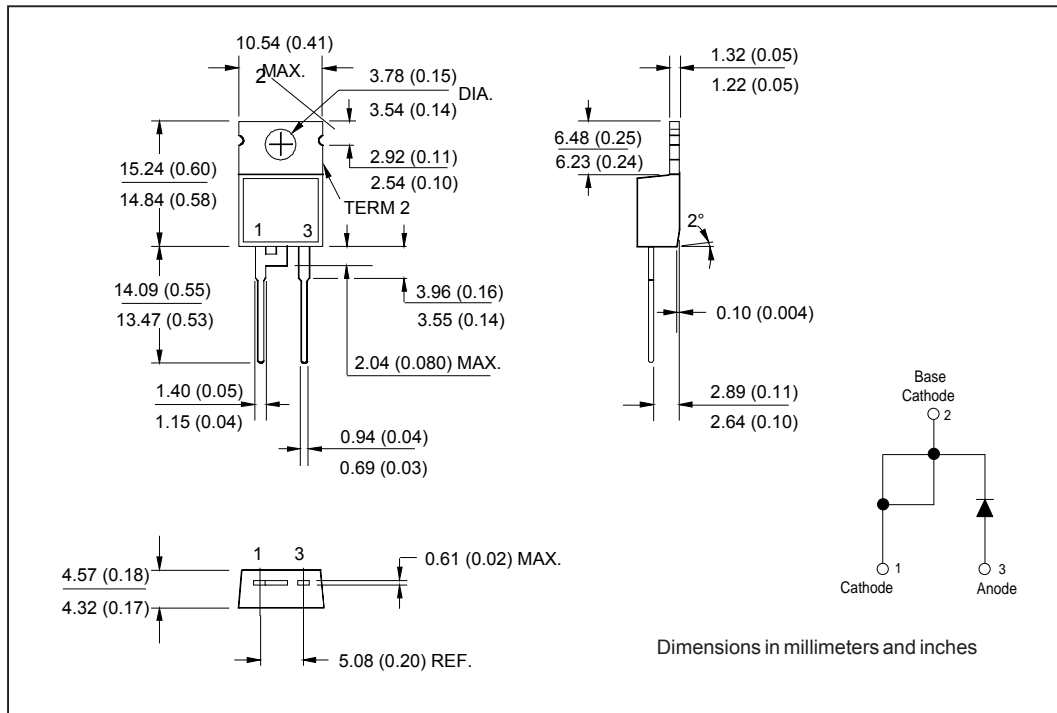 10.54 (0.41)
MAX.
2
3.78 (0.15)
3.54 (0.14)
DIA.
2.92 (0.11)
2.54 (0.10)
15.24 (0.60)
14.84 (0.58)
TERM 2
1 3
14.09 (0.55)
13.47 (0.53)
3.96 (0.16)
3.55 (0.14)
2.04 (0.080) MAX.
1.40 (0.05)
1.15 (0.04)
0.94 (0.04)
0.69 (0.03)
1.32 (0.05)
1.22 (0.05)
6.48 (0.25)
6.23 (0.24)
2°
0.10 (0.004)
2.89 (0.11)
2.64 (0.10)
Base
Cathode
2
1
Cathode
3
Anode
1 3
0.61 (0.02) MAX.
4.57 (0.18)
4.32 (0.17)
5.08 (0.20) REF.
Dimensions in millimeters and inches